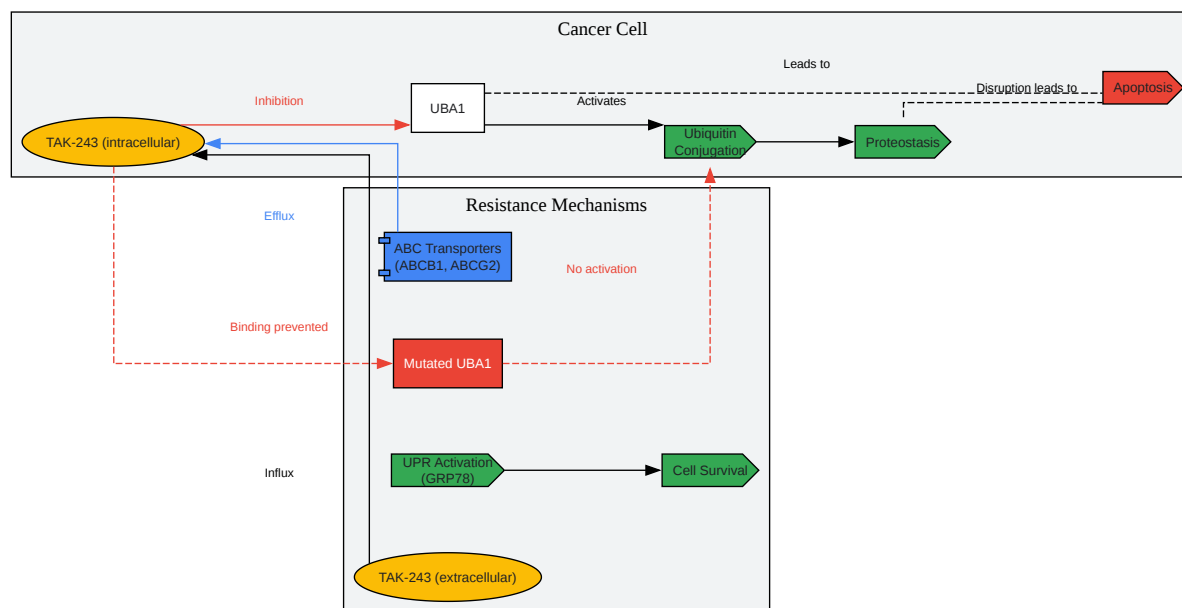 Cancer Cell
Leads to
Disruption leads to
Apoptosis
Inhibition
UBA1
Activates
TAK-243 (intracellular)
Ubiquitin
Conjugation
Proteostasis
Resistance Mechanisms
Efflux
ABC Transporters
(ABCB1, ABCG2)
No activation
Binding prevented
Mutated UBA1
Influx
UPR Activation
(GRP78)
Cell Survival
TAK-243 (extracellular)